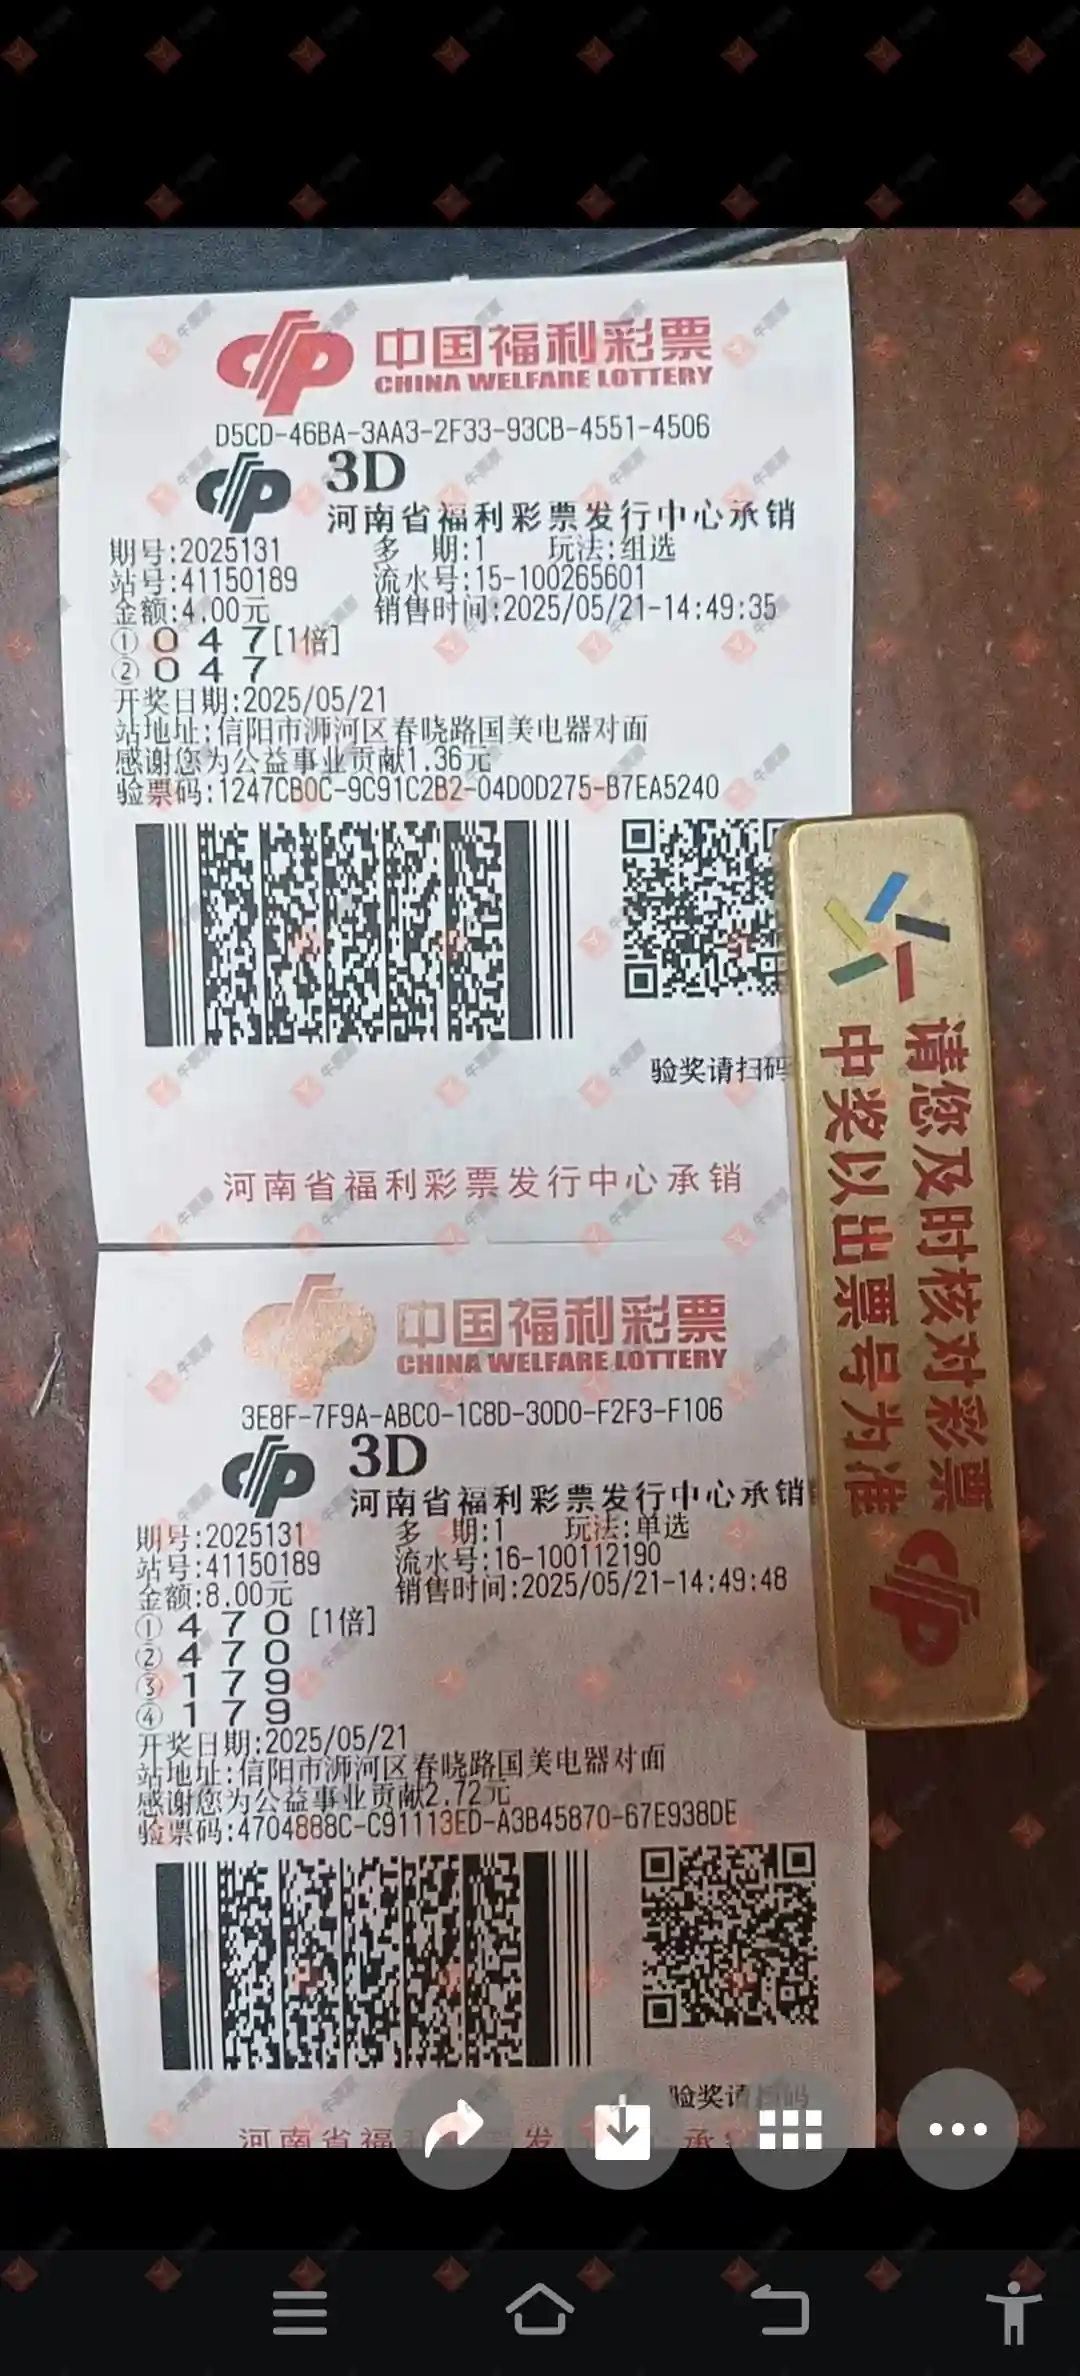 中国福利彩票
CHINA WELFARE LOTTERY
D5CD-46BA-3AA3-2F33-93CB-4551-4506
3D
河南省福利彩票发行中心承销
期号:2025131 多 期:1 玩法:组选
站号:41150189 流水号:15-100265601
金额:4.00元 销售时间:2025/05/21-14:49:35
① 0 4 7[1倍]
② 0 4 7
开奖日期:2025/05/21
站地址:信阳市浉河区春晓路国美电器对面
感谢您为公益事业贡献1.36元
验票码:1247CB0C-9C91C2B2-04D0D275-B7EA5240
验奖请扫码
河南省福利彩票发行中心承销
请您及时核对彩票
中奖以出票号为准
中国福利彩票
CHINA WELFARE LOTTERY
3E8F-7F9A-ABC0-1C8D-30D0-F2F3-F106
3D
河南省福利彩票发行中心承销
期号:2025131 多 期:1 玩法:单选
站号:41150189 流水号:16-100112190
金额:8.00元 销售时间:2025/05/21-14:49:48
① 4 7 0 [1倍]
② 4 7 0
③ 1 7 9
④ 1 7 9
开奖日期:2025/05/21
站地址:信阳市浉河区春晓路国美电器对面
感谢您为公益事业贡献2.72元
验票码:4704888C-C91113ED-A3B45870-67E938DE
验奖请扫码
河南省福